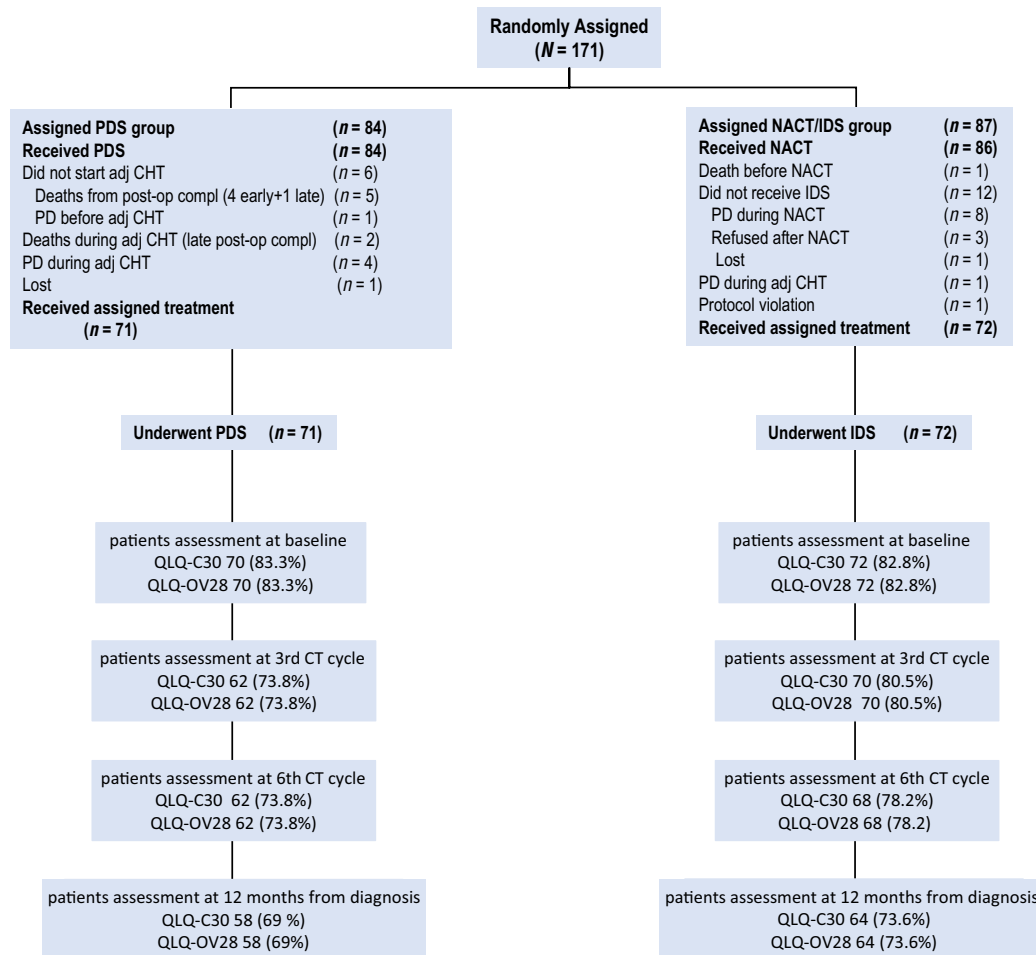 Randomly Assigned
(N = 171)
Assigned PDS group (n = 84)
Received PDS (n = 84)
Did not start adj CHT (n = 6)
Deaths from post-op compl (4 early+1 late) (n = 5)
PD before adj CHT (n = 1)
Deaths during adj CHT (late post-op compl) (n = 2)
PD during adj CHT (n = 4)
Lost (n = 1)
Received assigned treatment
(n = 71)
Assigned NACT/IDS group (n = 87)
Received NACT (n = 86)
Death before NACT (n = 1)
Did not receive IDS (n = 12)
PD during NACT (n = 8)
Refused after NACT (n = 3)
Lost (n = 1)
PD during adj CHT (n = 1)
Protocol violation (n = 1)
Received assigned treatment (n = 72)
Underwent PDS (n = 71)
Underwent IDS (n = 72)
patients assessment at baseline
QLQ-C30 70 (83.3%)
QLQ-OV28 70 (83.3%)
patients assessment at baseline
QLQ-C30 72 (82.8%)
QLQ-OV28 72 (82.8%)
patients assessment at 3rd CT cycle
QLQ-C30 62 (73.8%)
QLQ-OV28 62 (73.8%)
patients assessment at 3rd CT cycle
QLQ-C30 70 (80.5%)
QLQ-OV28 70 (80.5%)
patients assessment at 6th CT cycle
QLQ-C30 62 (73.8%)
QLQ-OV28 62 (73.8%)
patients assessment at 6th CT cycle
QLQ-C30 68 (78.2%)
QLQ-OV28 68 (78.2)
patients assessment at 12 months from diagnosis
QLQ-C30 58 (69 %)
QLQ-OV28 58 (69%)
patients assessment at 12 months from diagnosis
QLQ-C30 64 (73.6%)
QLQ-OV28 64 (73.6%)